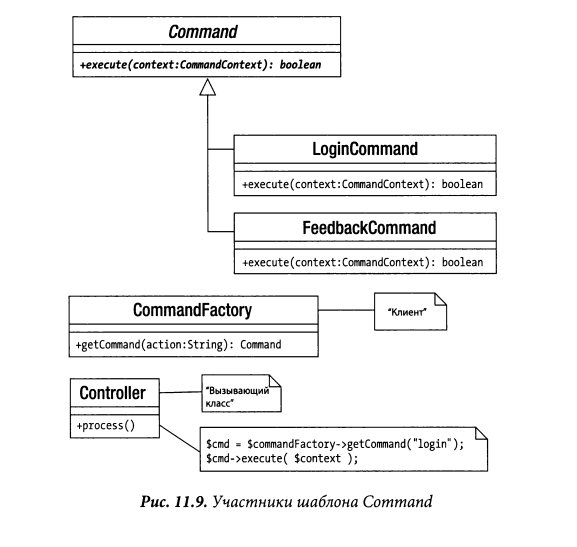 Command
+execute(context:CommandContext): boolean
LoginCommand
+execute(context:CommandContext): boolean
FeedbackCommand
+execute(context:CommandContext): boolean
CommandFactory
+getCommand(action:String): Command
“Клиент”
Controller
+process()
“Вызывающий
класс”
$cmd = $commandFactory->getCommand("login");
$cmd->execute( $context );
Рис. 11.9. Участники шаблона Command